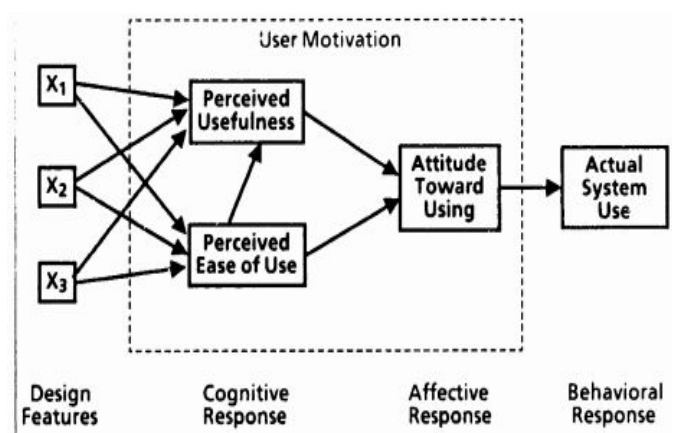 User Motivation
X1
Perceived
Usefulness
X2
Attitude
Toward
Using
Actual
System
Use
Perceived
Ease of Use
X3
Design
Features
Cognitive
Response
Affective
Response
Behavioral
Response